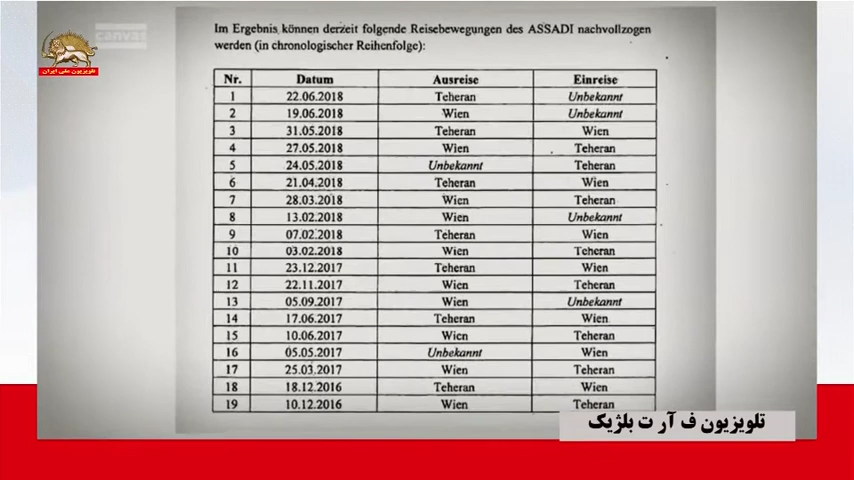 canvas
تلویزیون ملی ایران
Im Ergebnis können derzeit folgende Reisebewegungen des ASSADI nachvollzogen
werden (in chronologischer Reihenfolge):
Nr. Datum Ausreise Einreise
1 22.06.2018 Teheran Unbekannt
2 19.06.2018 Wien Unbekannt
3 31.05.2018 Teheran Wien
4 27.05.2018 Wien Teheran
5 24.05.2018 Unbekannt Teheran
6 21.04.2018 Teheran Wien
7 28.03.2018 Wien Teheran
8 13.02.2018 Wien Unbekannt
9 07.02.2018 Teheran Wien
10 03.02.2018 Wien Teheran
11 23.12.2017 Teheran Wien
12 22.11.2017 Wien Teheran
13 05.09.2017 Wien Unbekannt
14 17.06.2017 Teheran Wien
15 10.06.2017 Wien Teheran
16 05.05.2017 Unbekannt Wien
17 25.03.2017 Wien Teheran
18 18.12.2016 Teheran Wien
19 10.12.2016 Wien Teheran
تلویزیون ف آر ت بلژیک